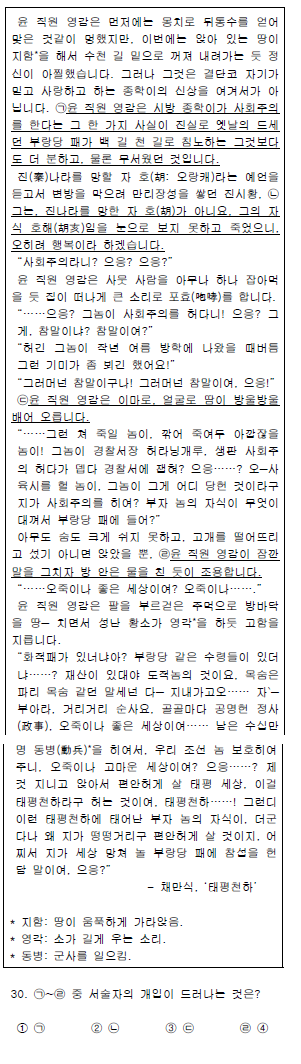 윤 직원 영감은 먼저에는 몽치로 뒤통수를 얻어
맞은 것같이 멍했지만, 이번에는 앉아 있는 땅이
지함*을 해서 수천 길 밑으로 꺼져 내려가는 듯 정
신이 아찔했습니다. 그러나 그것은 결단코 자기가
믿고 사랑하고 하는 종학이의 신상을 여겨서가 아
닙니다. ㉠윤 직원 영감은 시방 종학이가 사회주의
를 한다는 그 한 가지 사실이 진실로 옛날의 드세
던 부랑당 패가 백 길 천 길로 침노하는 그것보다
도 더 분하고, 물론 무서웠던 것입니다.
진(秦)나라를 망할 자 호(胡: 오랑캐)라는 예언을
듣고서 변방을 막으려 만리장성을 쌓던 진시황, ㉡
그는, 진나라를 망한 자 호(胡)가 아니요, 그의 자
식 호해(胡亥)임을 눈으로 보지 못하고 죽었으니,
오히려 행복이라 하겠습니다.
“사회주의라니? 으응? 으응?”
윤 직원 영감은 사뭇 사람을 아무나 하나 잡아먹
을 듯 집이 떠나게 큰 소리로 포효(咆哮)를 합니다.
“……으응? 그놈이 사회주의를 허다니! 으응? 그
게, 참말이냐? 참말이여?”
“허긴 그놈이 작년 여름 방학에 나왔을 때버틈
그런 기미가 좀 뵈긴 했어요!”
“그러머넌 참말이구나! 그러머넌 참말이여, 으응!”
㉢윤 직원 영감은 이마로, 얼굴로 땀이 방울방울
배어 오릅니다.
“……그런 쳐 죽일 놈이, 깎어 죽여두 아깝잖을
놈이! 그놈이 경찰서장 허라닝개루, 생판 사회주
의 허다가 뎁다 경찰서에 잽혀? 으응……? 오─사
육시를 헐 놈이, 그놈이 그게 어디 당헌 것이라구
지가 사회주의를 히여? 부자 놈의 자식이 무엇이
대껴서 부랑당 패에 들어?”
아무도 숨도 크게 쉬지 못하고, 고개를 떨어뜨리
고 섰기 아니면 앉았을 뿐, ㉣윤 직원 영감이 잠깐
말을 그치자 방 안은 물을 친 듯이 조용합니다.
“……오죽이나 좋은 세상이여? 오죽이나…….”
윤 직원 영감은 팔을 부르걷은 주먹으로 방바닥
을 땅─ 치면서 성난 황소가 영각*을 하듯 고함을
지릅니다.
“화적패가 있너냐아? 부랑당 같은 수령들이 있더
냐……? 재산이 있대야 도적놈의 것이요, 목숨은
파리 목숨 같던 말세넌 다─ 지내가고오…… 자`─
부아라, 거리거리 순사요, 골골마다 공명헌 정사
(政事), 오죽이나 좋은 세상이여…… 남은 수십만
명 동병(動兵)*을 히여서, 우리 조선 놈 보호히여
주니, 오죽이나 고마운 세상이여? 으응……? 제
것 지니고 앉아서 편안허게 살 태평 세상, 이걸
태평천하라구 허는 것이여, 태평천하……! 그런디
이런 태평천하에 태어난 부자 놈의 자식이, 더군
다나 왜 지가 떵떵거리구 편안허게 살 것이지, 어
찌서 지가 세상 망쳐 놀 부랑당 패에 참섭을 헌
담 말이여, 으응?”
- 채만식, ‘태평천하’
* 지함: 땅이 움푹하게 가라앉음.
* 영각: 소가 길게 우는 소리.
* 동병: 군사를 일으킴.
30. ㉠~㉣ 중 서술자의 개입이 드러나는 것은?
① ㉠ ② ㉡ ③ ㉢ ㉣ ④